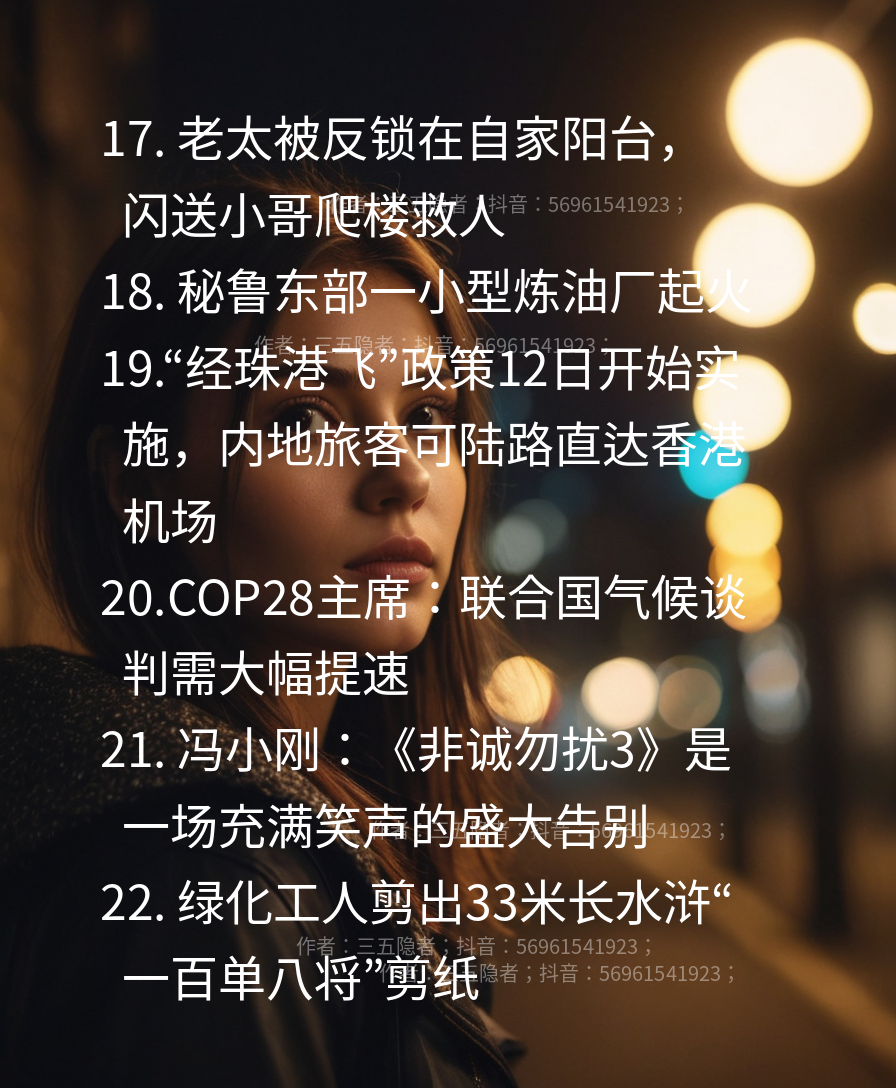 17. 老太被反锁在自家阳台，
闪送小哥爬楼救人
作者：三五隐者；抖音：56961541923；
18. 秘鲁东部一小型炼油厂起火
作者：三五隐者；抖音：56961541923；
19.“经珠港飞”政策12日开始实
施，内地旅客可陆路直达香港
机场
20.COP28主席：联合国气候谈
判需大幅提速
21. 冯小刚：《非诚勿扰3》是
一场充满笑声的盛大告别
作者：三五隐者；抖音：56961541923；
22. 绿化工人剪出33米长水浒“
作者：三五隐者；抖音：56961541923；
一百单八将”剪纸
作者：三五隐者；抖音：56961541923；